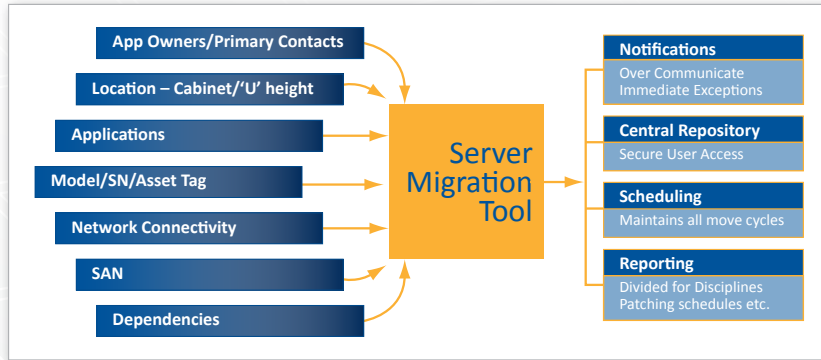 App Owners/Primary Contacts
Location – Cabinet/‘U’ height
Applications
Model/SN/Asset Tag
Network Connectivity
SAN
Dependencies
Server
Migration
Tool
Notifications
Over Communicate
Immediate Exceptions
Central Repository
Secure User Access
Scheduling
Maintains all move cycles
Reporting
Divided for Disciplines
Patching schedules etc.